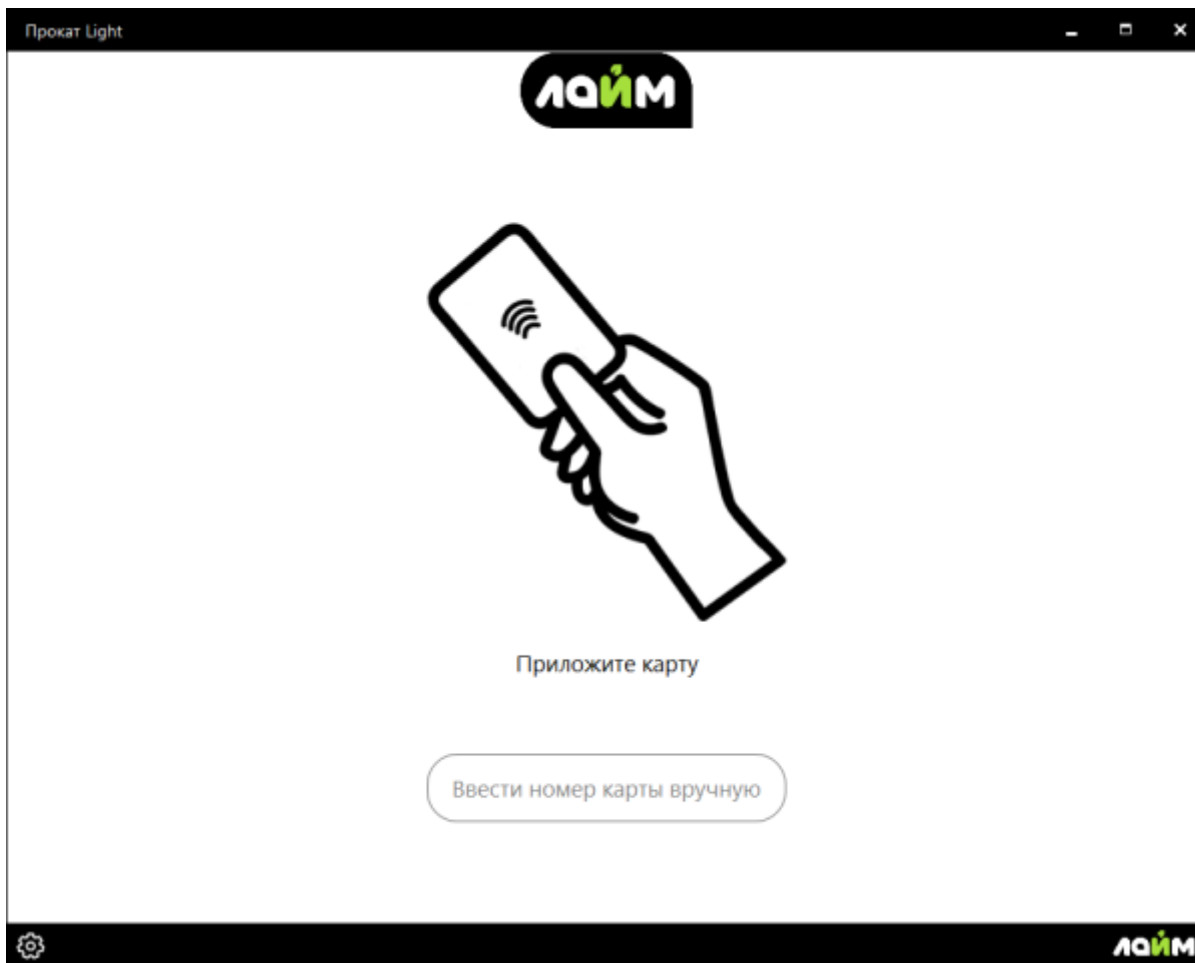 Прокат Light
лайм
Приложите карту
Ввести номер карты вручную
лайм